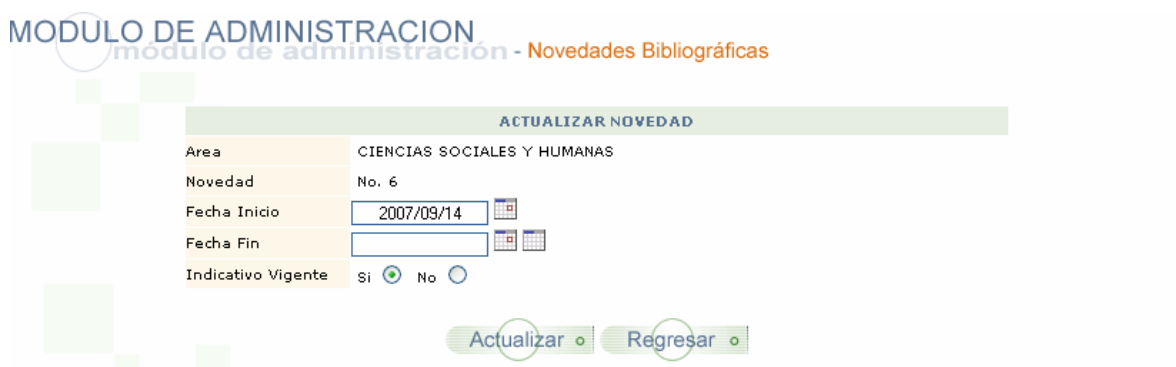 MODULO DE ADMINISTRACION
módulo de administración - Novedades Bibliográficas
ACTUALIZAR NOVEDAD
Area CIENCIAS SOCIALES Y HUMANAS
Novedad No. 6
Fecha Inicio 2007/09/14
Fecha Fin
Indicativo Vigente Si No
Actualizar Regresar